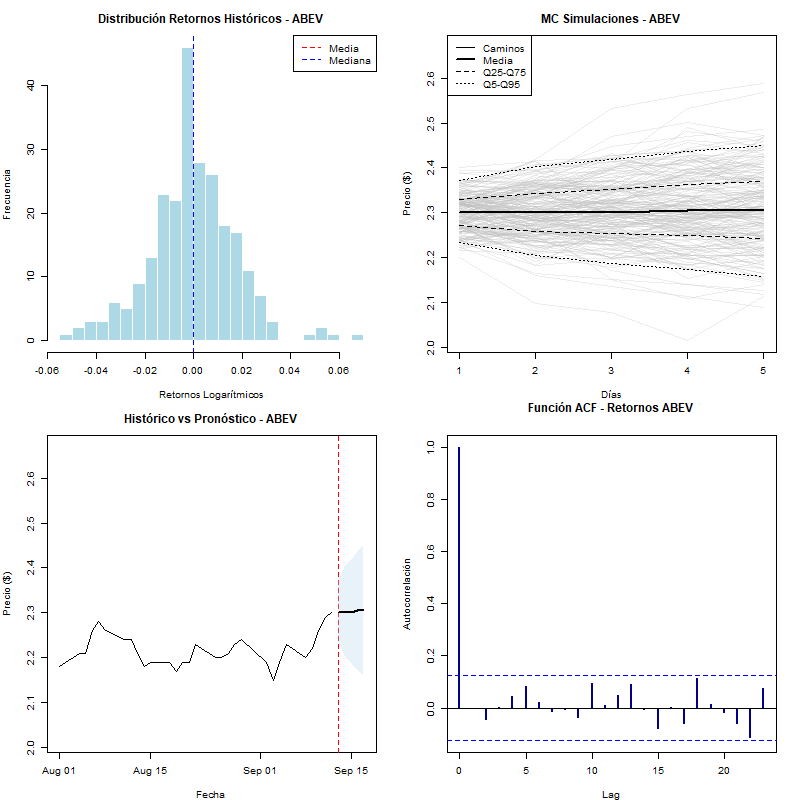 Distribución Retornos Históricos - ABEV
Media
Mediana
Frecuencia
40
30
20
10
0
-0.06
-0.04
-0.02
0.00
0.02
0.04
0.06
Retornos Logarítmicos
MC Simulaciones - ABEV
Caminos
Media
Q25-Q75
Q5-Q95
Precio ($)
2.6
2.5
2.4
2.3
2.2
2.1
2.0
1
2
3
4
5
Días
Histórico vs Pronóstico - ABEV
Precio ($)
2.6
2.5
2.4
2.3
2.2
2.1
2.0
Aug 01
Aug 15
Sep 01
Sep 15
Fecha
Función ACF - Retornos ABEV
Autocorrelación
1.0
0.8
0.6
0.4
0.2
0.0
0
5
10
15
20
Lag